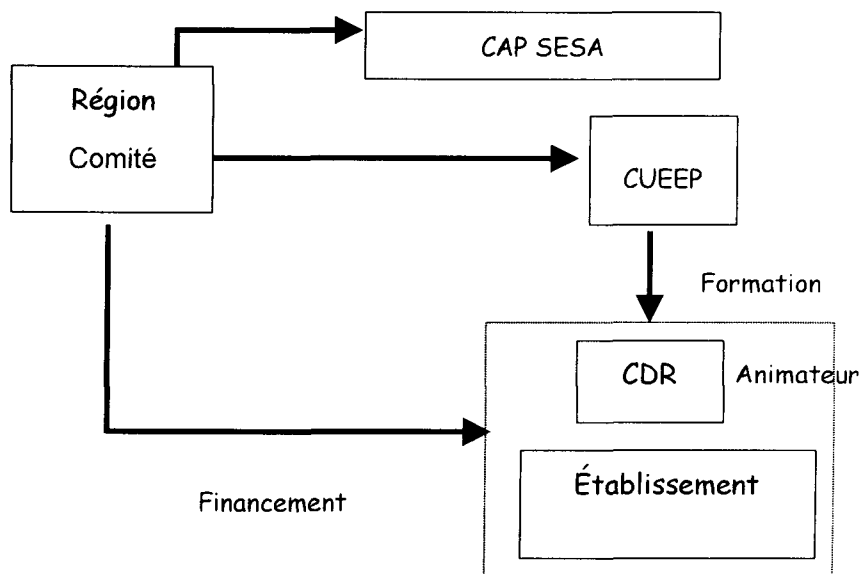 CAP SESA
Région
Comité
CUEEP
Formation
CDR
Animateur
Établissement
Financement